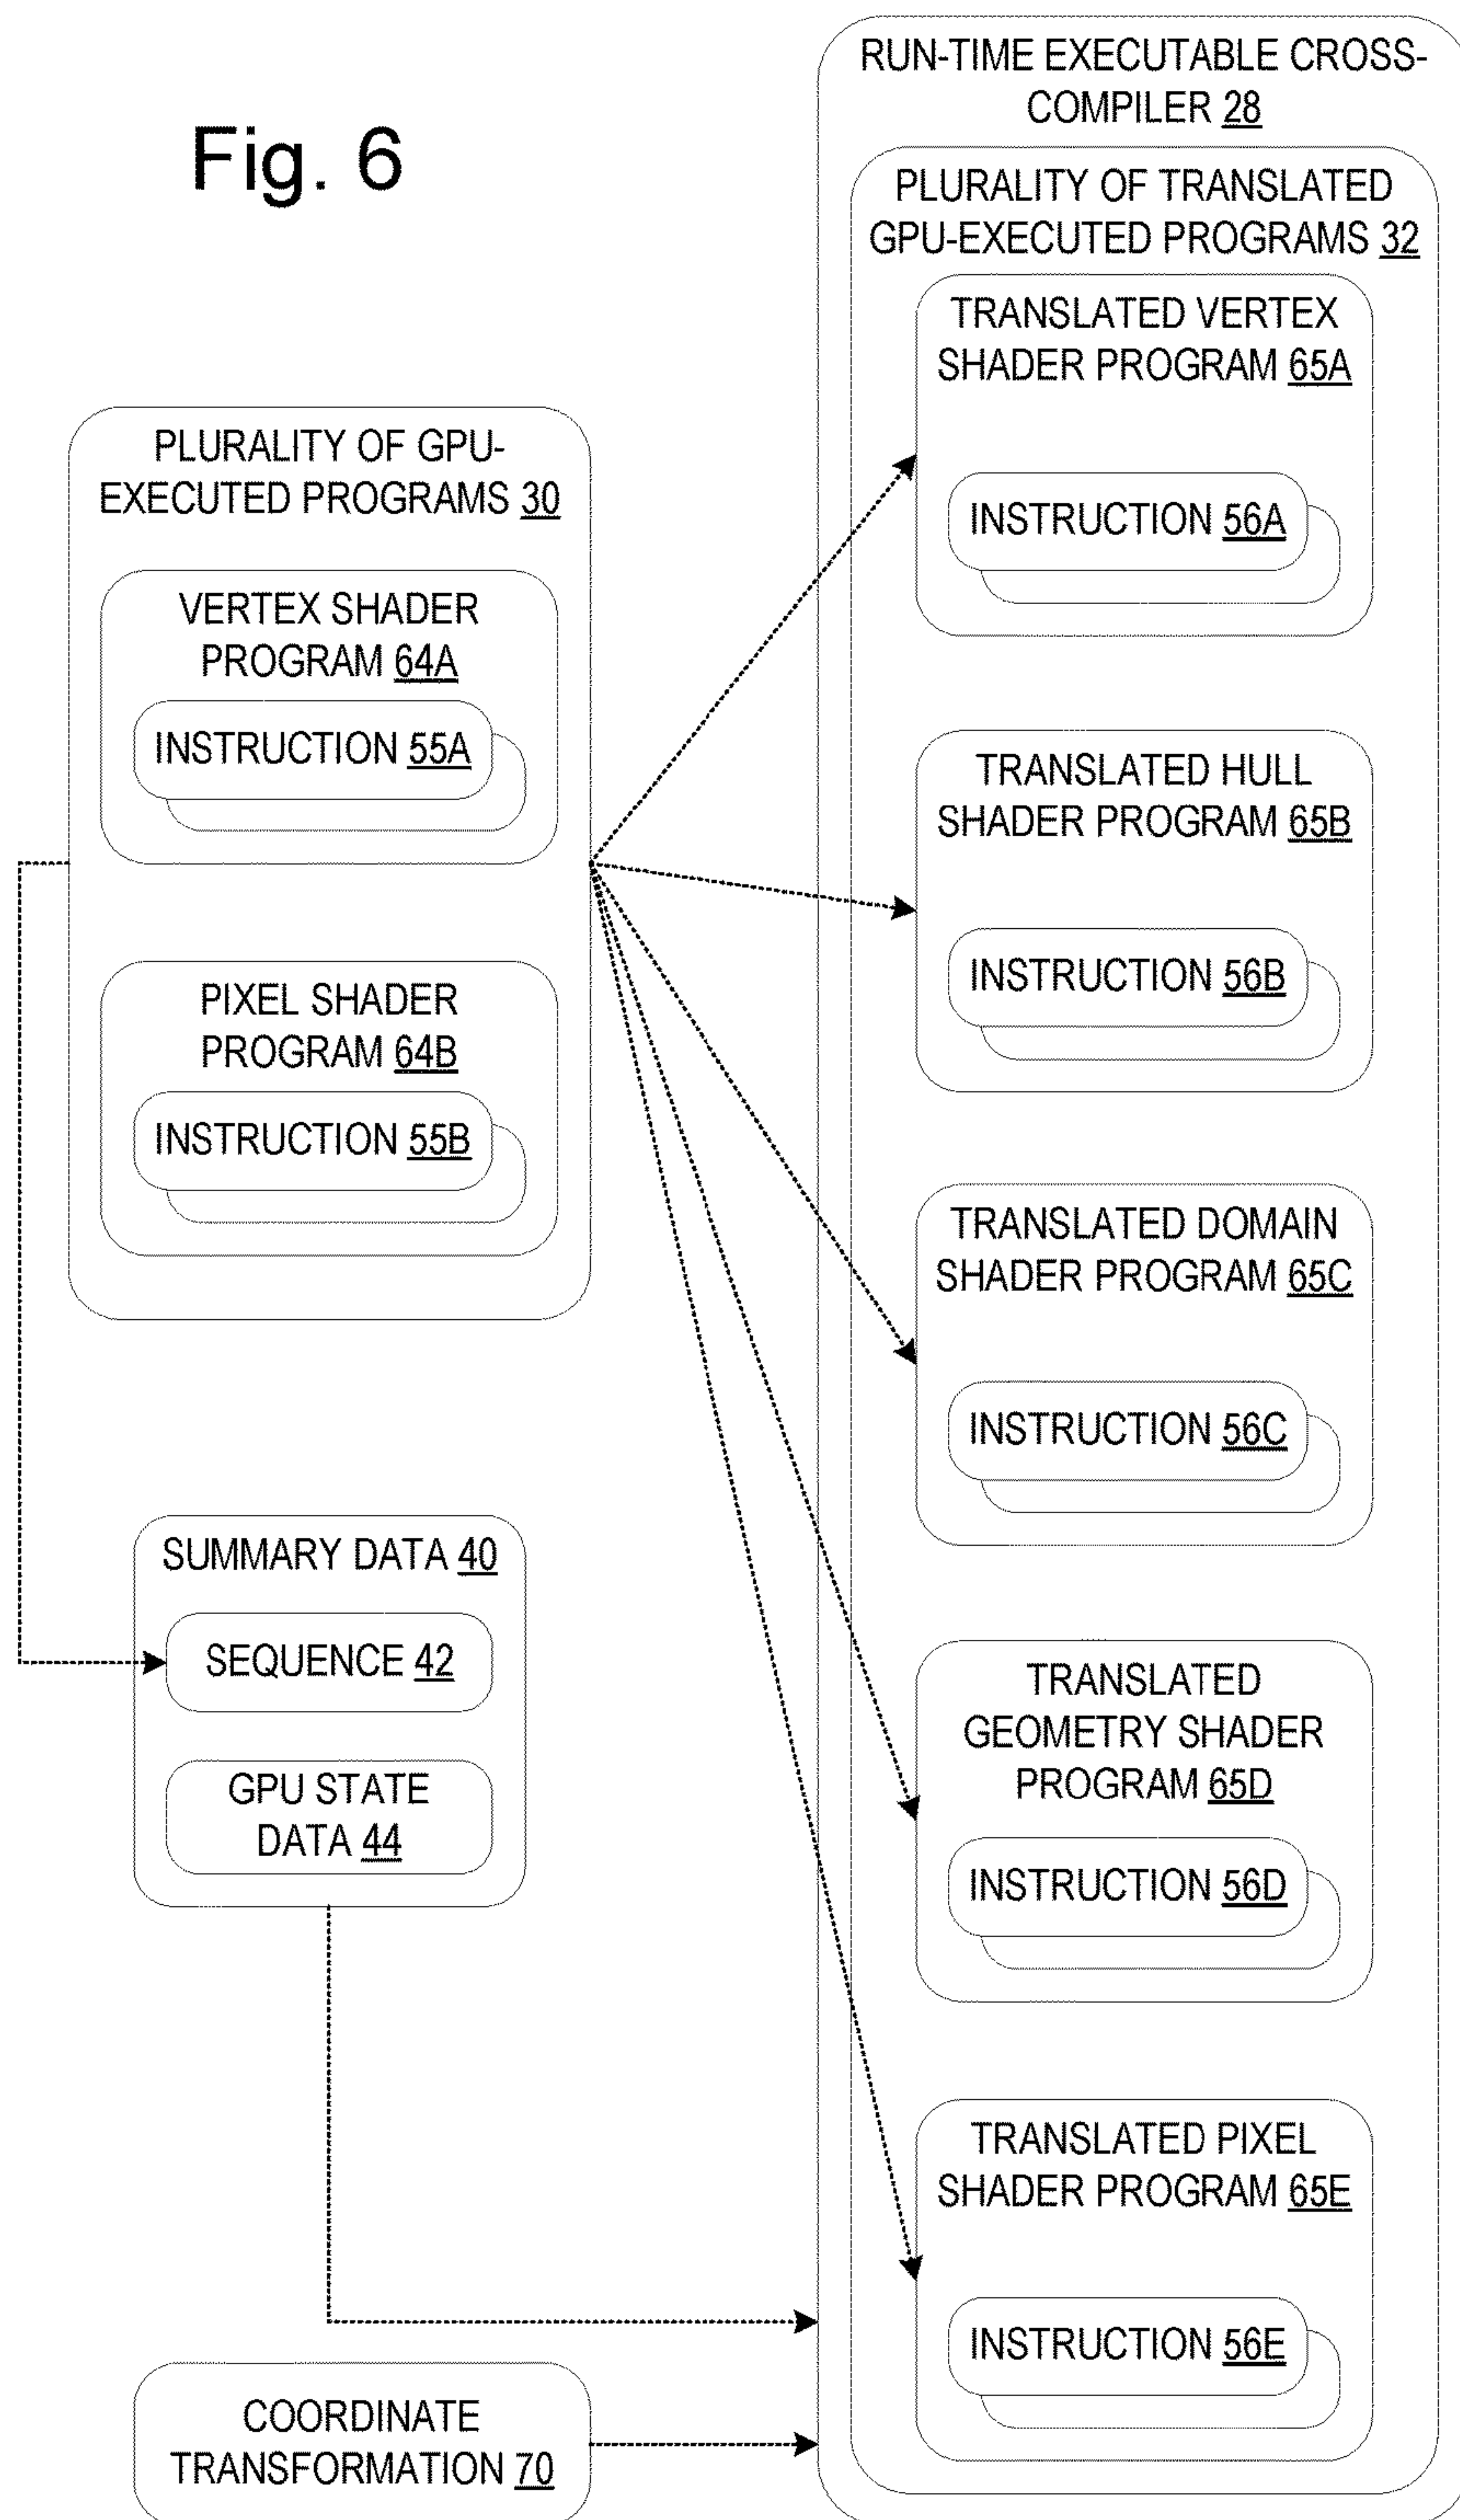 Fig. 6
PLURALITY OF GPU-
EXECUTED PROGRAMS 30
VERTEX SHADER
PROGRAM 64A
INSTRUCTION 55A
PIXEL SHADER
PROGRAM 64B
INSTRUCTION 55B
SUMMARY DATA 40
SEQUENCE 42
GPU STATE
DATA 44
COORDINATE
TRANSFORMATION 70
RUN-TIME EXECUTABLE CROSS-
COMPILER 28
PLURALITY OF TRANSLATED
GPU-EXECUTED PROGRAMS 32
TRANSLATED VERTEX
SHADER PROGRAM 65A
INSTRUCTION 56A
TRANSLATED HULL
SHADER PROGRAM 65B
INSTRUCTION 56B
TRANSLATED DOMAIN
SHADER PROGRAM 65C
INSTRUCTION 56C
TRANSLATED
GEOMETRY SHADER
PROGRAM 65D
INSTRUCTION 56D
TRANSLATED PIXEL
SHADER PROGRAM 65E
INSTRUCTION 56E